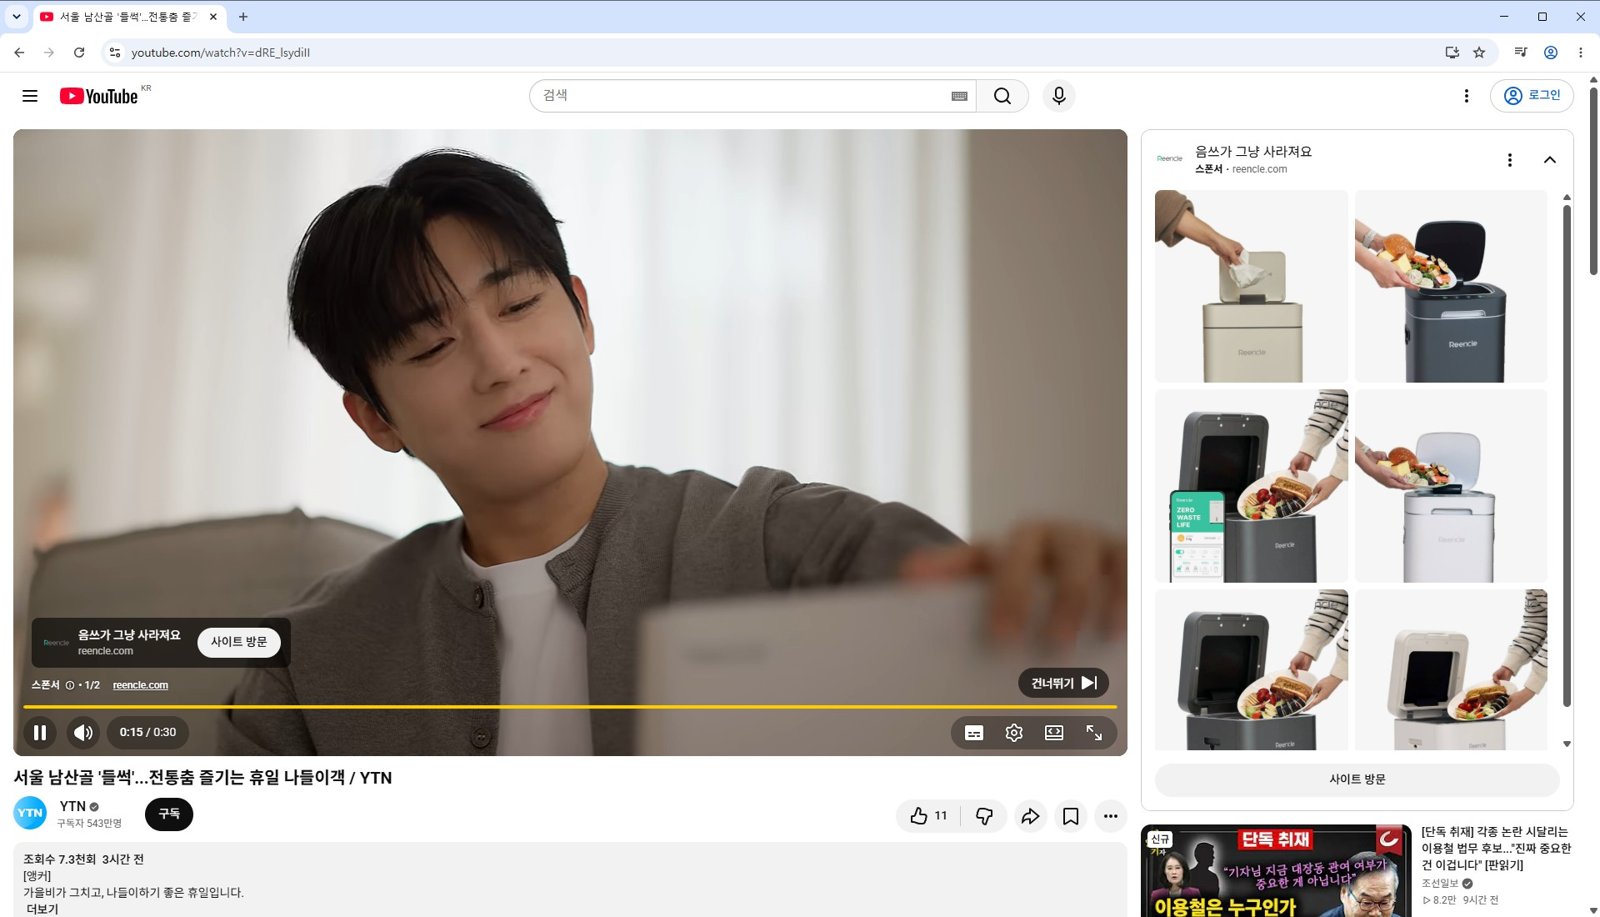 서울 남산골 '들썩'...전통춤 즐기
youtube.com/watch?v=dRE_lsydiII
YouTube KR
검색
로그인
Reencle
음쓰가 그냥 사라져요
스폰서 · reencle.com
Reencle
Reencle
Reencle
ZERO
WASTE
LIFE
Reencle
Reencle
사이트 방문
Reencle
음쓰가 그냥 사라져요
reencle.com
사이트 방문
스폰서 · 1/2 reencle.com
건너뛰기
0:15 / 0:30
서울 남산골 '들썩'...전통춤 즐기는 휴일 나들이객 / YTN
YTN
YTN
구독자 543만명
구독
11
조회수 7.3천회 3시간 전
[앵커]
가을비가 그치고, 나들이하기 좋은 휴일입니다.
더보기
신규
단독 취재
"기자님 지금 대장동 관여 여부가
중요한 게 아닙니다"
이용철은 누구인가
[단독 취재] 각종 논란 시달리는
이용철 법무 후보..."진짜 중요한
건 이겁니다" [판읽기]
조선일보
8.2만 9시간 전